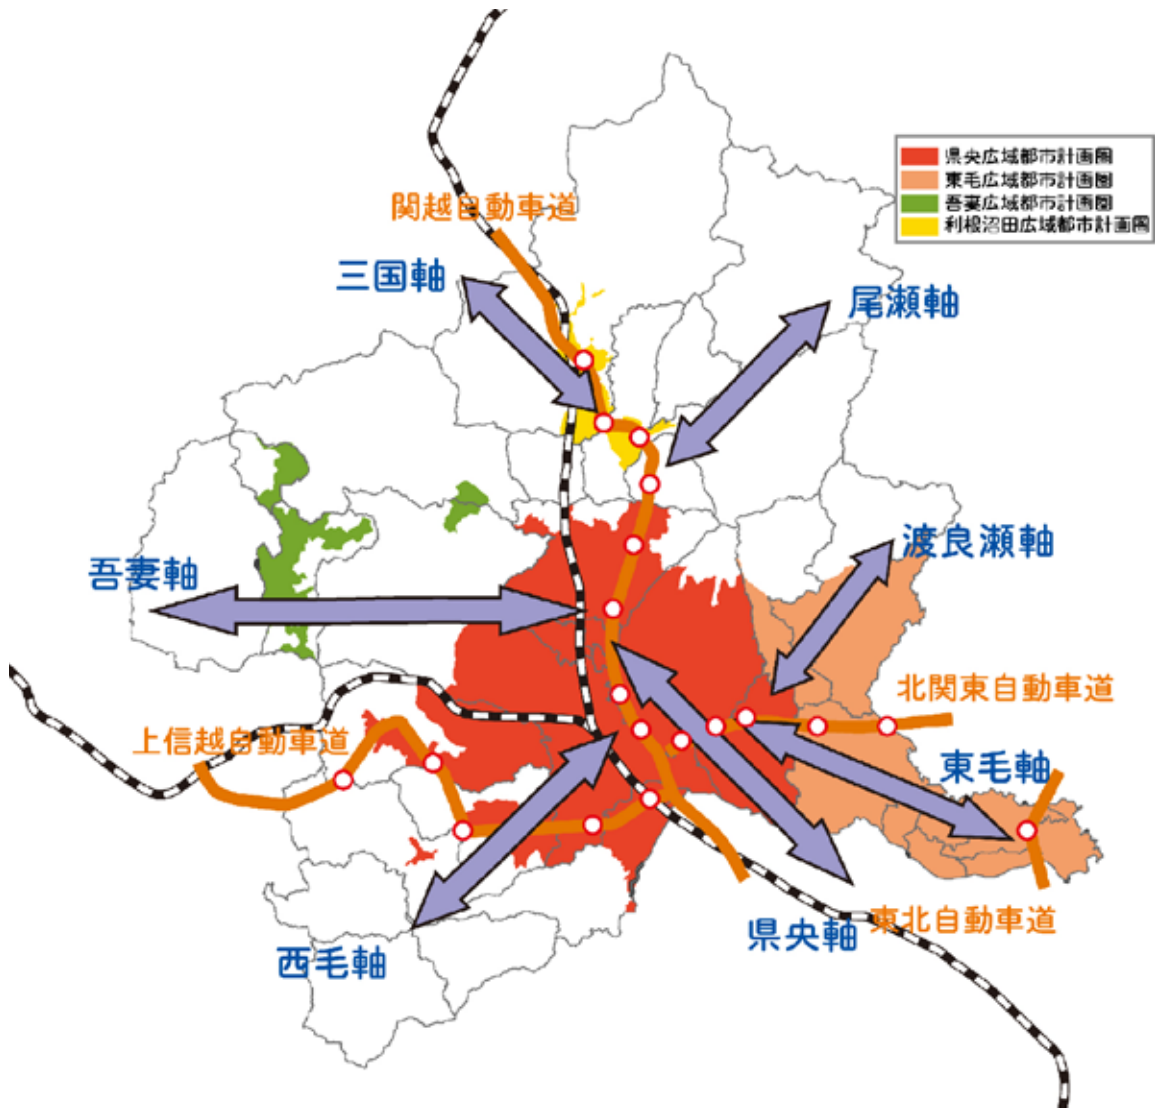 県央広域都市計画圏
東毛広域都市計画圏
吾妻広域都市計画圏
利根沼田広域都市計画圏
関越自動車道
三国軸
尾瀬軸
渡良瀬軸
吾妻軸
北関東自動車道
上信越自動車道
東毛軸
県央軸
東北自動車道
西毛軸